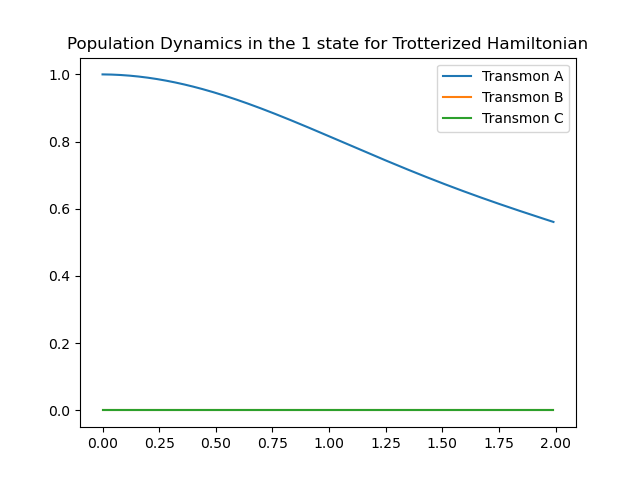 Population Dynamics in the 1 state for Trotterized Hamiltonian
1.0
0.8
0.6
0.4
0.2
0.0
Transmon A
Transmon B
Transmon C
0.00 0.25 0.50 0.75 1.00 1.25 1.50 1.75 2.00